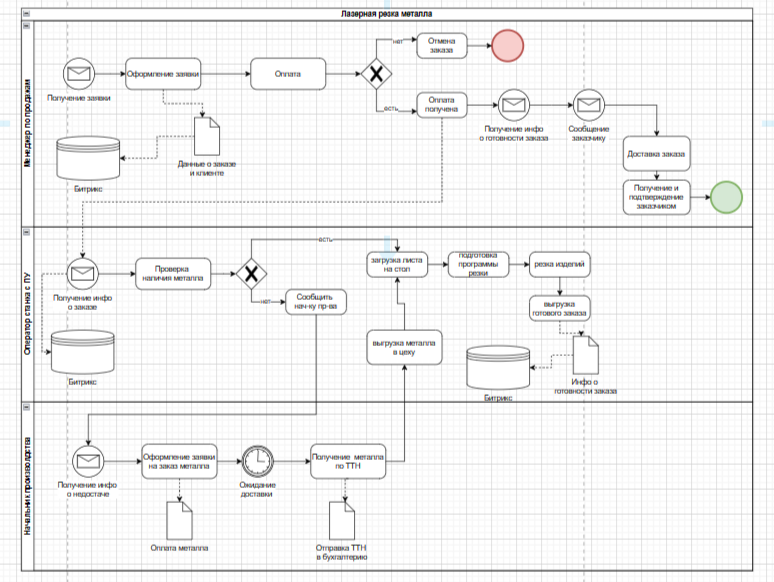 Лазерная резка металла
Менеджер по продажам
Получение заявки
Оформление заявки
Оплата
нет
Отмена
заказа
есть
Оплата
получена
Получение инфо
о готовности заказа
Сообщение
заказчику
Доставка заказа
Получение и
подтверждение
заказчиком
Данные о заказе
и клиенте
Битрикс
Оператор станка с ПУ
Получение инфо
о заказе
Проверка
наличия металла
есть
нет
Сообщить
нач-ку пр-ва
загрузка листа
на стол
подготовка
программы
резки
резка изделий
выгрузка
готового заказа
выгрузка металла
в цеху
Инфо о
готовности заказа
Битрикс
Битрикс
Начальник производства
Получение инфо
о недостаче
Оформление заявки
на заказ металла
Ожидание
доставки
Получение металла
по ТТН
Оплата металла
Отправка ТТН
в бухгалтерию